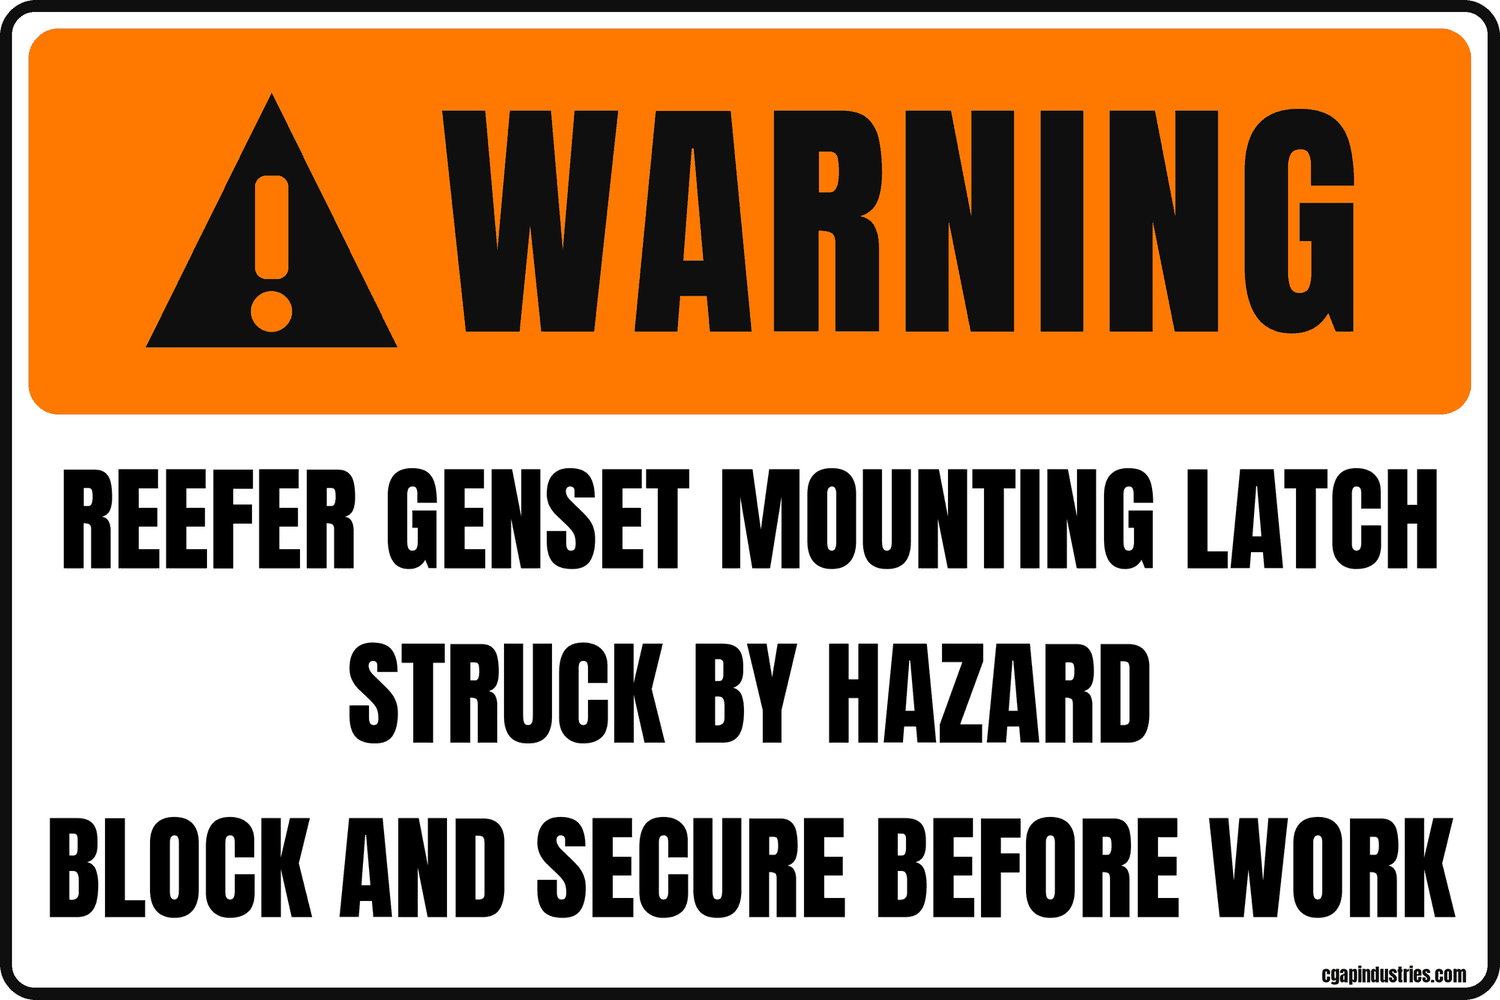 WARNING
REEFER GENSET MOUNTING LATCH
STRUCK BY HAZARD
BLOCK AND SECURE BEFORE WORK
cgapindustries.com